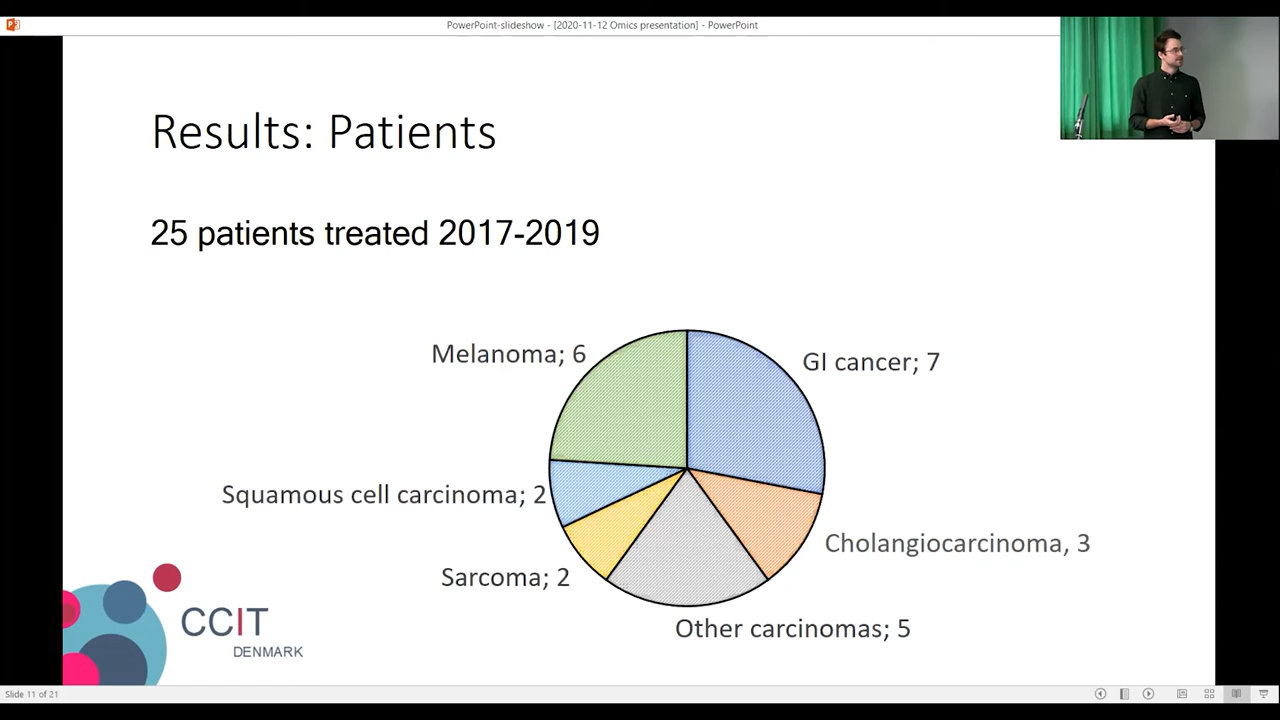 PowerPoint-slideshow - [2020-11-12 Omics presentation] - PowerPoint
Results: Patients
25 patients treated 2017-2019
Melanoma; 6
GI cancer; 7
Squamous cell carcinoma; 2
Cholangiocarcinoma, 3
Sarcoma; 2
Other carcinomas; 5
CCIT
DENMARK
Slide 11 of 21